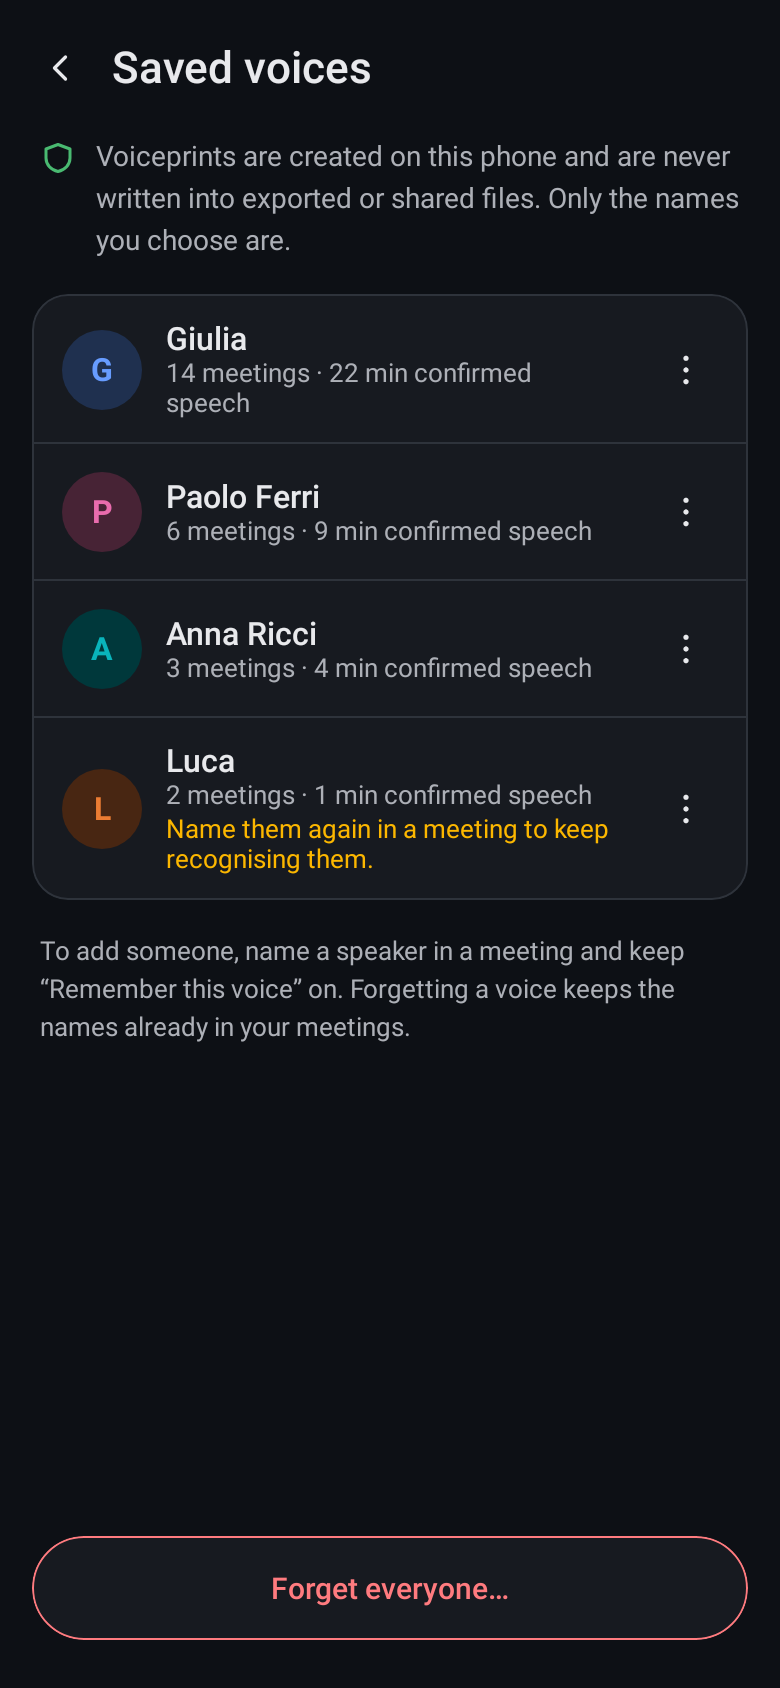 Saved voices
Voiceprints are created on this phone and are never
written into exported or shared files. Only the names
you choose are.
G
Giulia
14 meetings · 22 min confirmed
speech
P
Paolo Ferri
6 meetings · 9 min confirmed speech
A
Anna Ricci
3 meetings · 4 min confirmed speech
L
Luca
2 meetings · 1 min confirmed speech
Name them again in a meeting to keep
recognising them.
To add someone, name a speaker in a meeting and keep
“Remember this voice” on. Forgetting a voice keeps the
names already in your meetings.
Forget everyone…